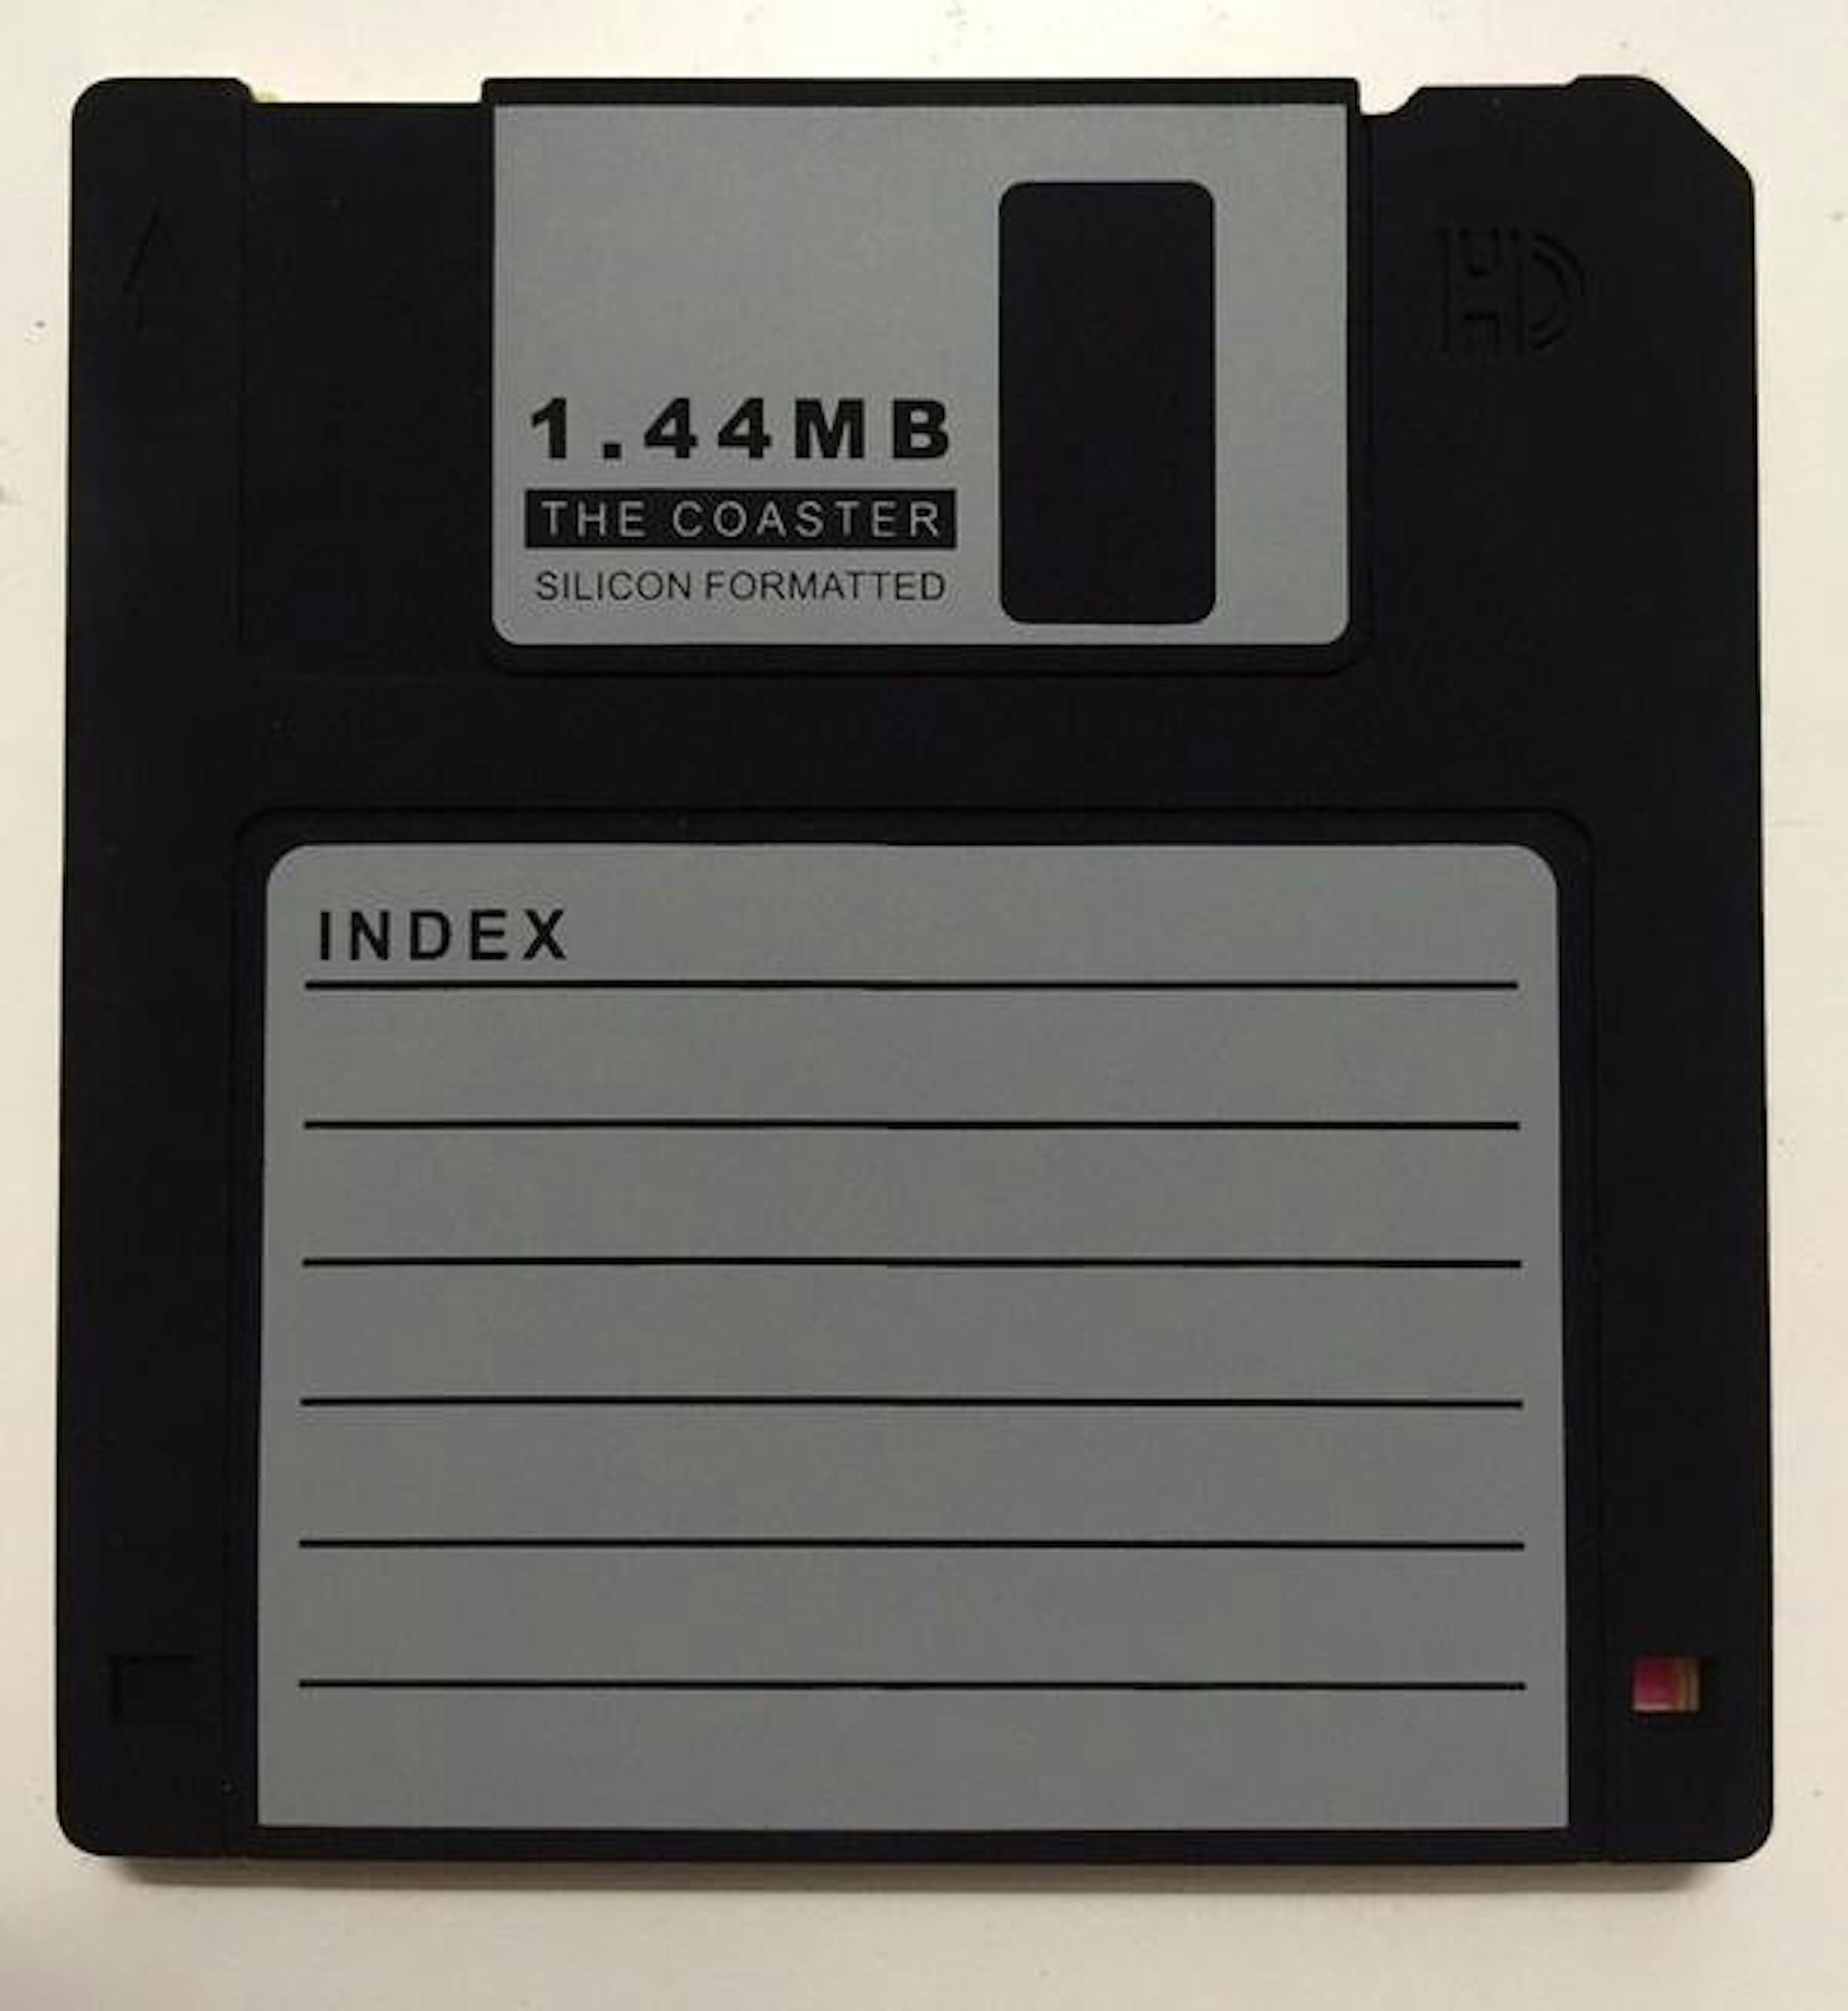 HD
1.44MB
THE COASTER
SILICON FORMATTED
INDEX